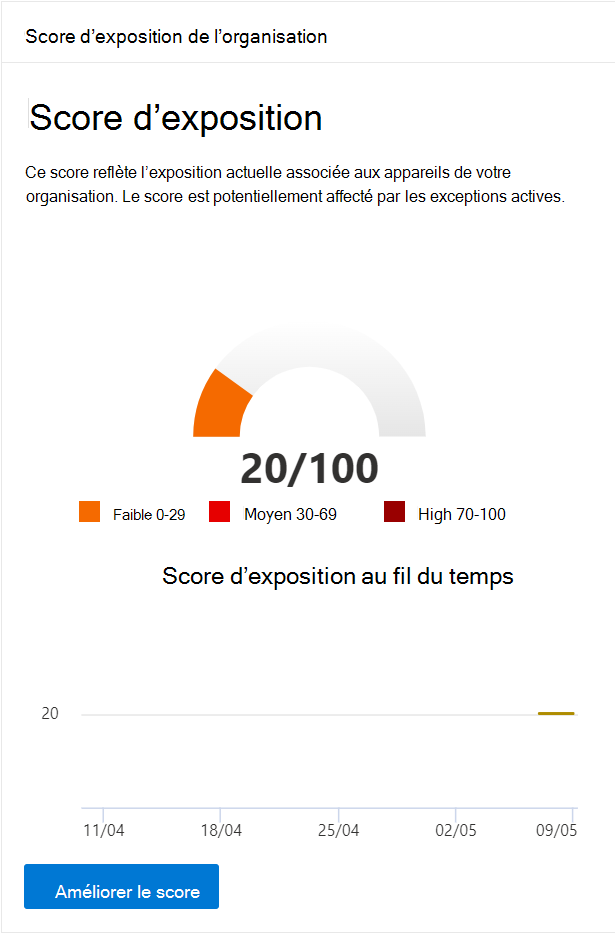 Score d’exposition de l’organisation
Score d’exposition
Ce score reflète l’exposition actuelle associée aux appareils de votre
organisation. Le score est potentiellement affecté par les exceptions actives.
20/100
Faible 0-29 Moyen 30-69 High 70-100
Score d’exposition au fil du temps
20
11/04 18/04 25/04 02/05 09/05
Améliorer le score